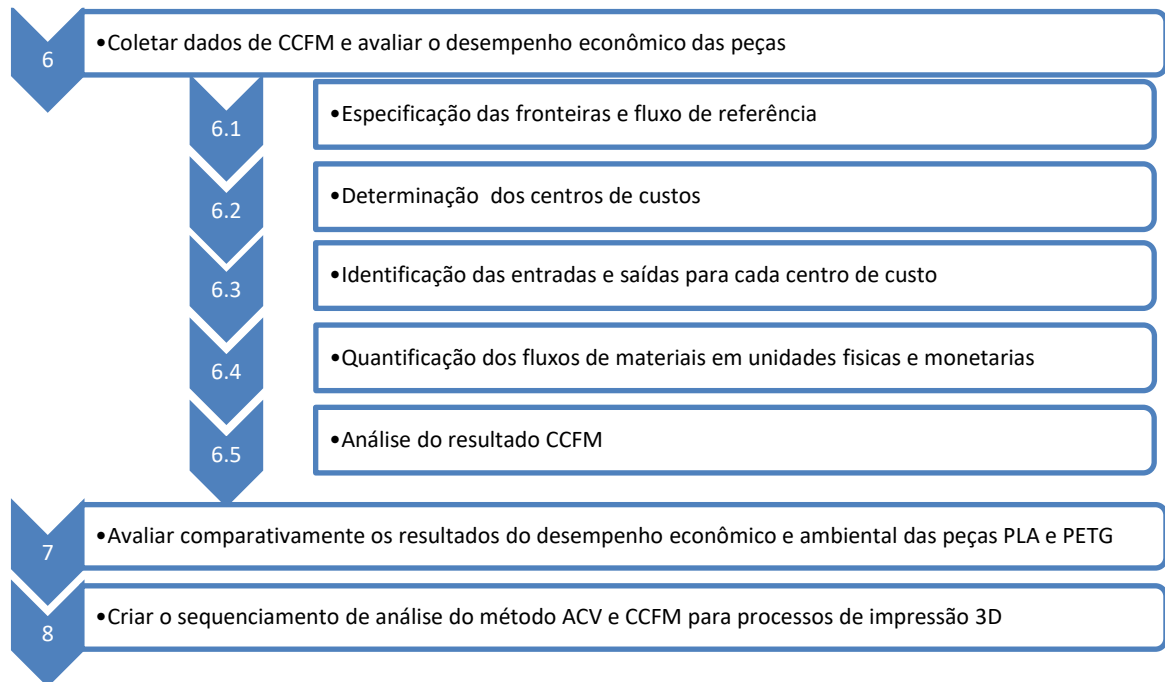 6
•Coletar dados de CCFM e avaliar o desempenho econômico das peças
6.1
•Especificação das fronteiras e fluxo de referência
6.2
•Determinação  dos centros de custos
6.3
•Identificação das entradas e saídas para cada centro de custo
6.4
•Quantificação dos fluxos de materiais em unidades fisicas e monetarias
6.5
•Análise do resultado CCFM
7
•Avaliar comparativamente os resultados do desempenho econômico e ambiental das peças PLA e PETG
8
•Criar o sequenciamento de análise do método ACV e CCFM para processos de impressão 3D